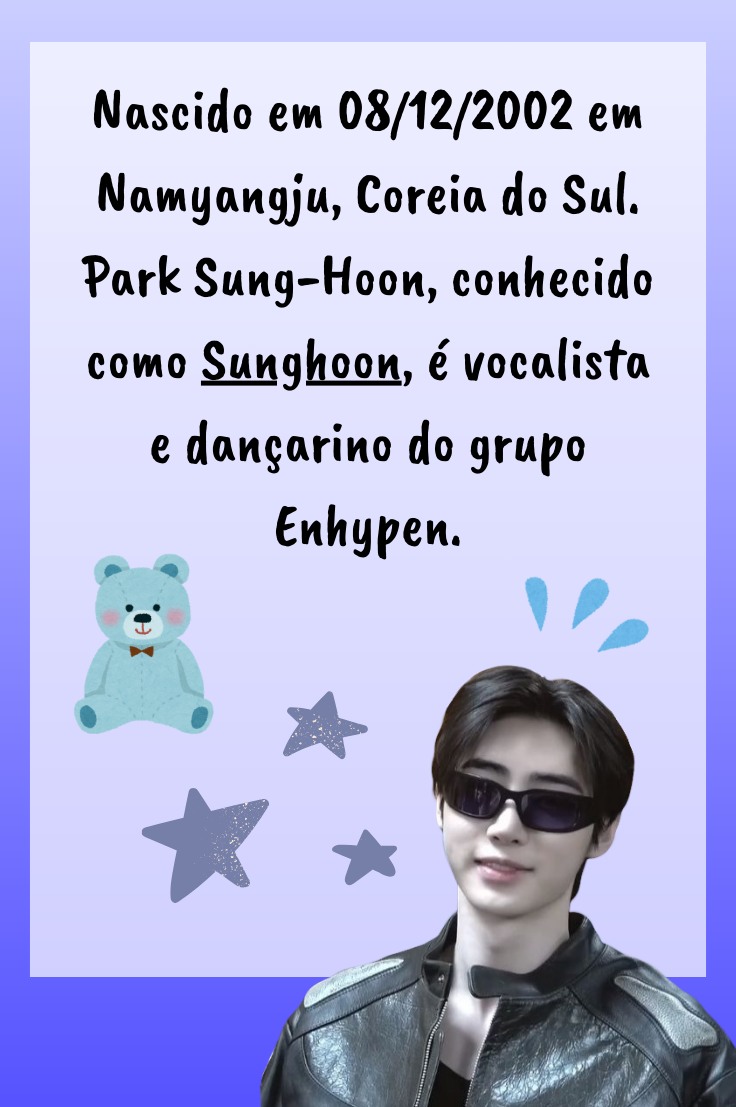 Nascido em 08/12/2002 em
Namyangju, Coreia do Sul.
Park Sung-Hoon, conhecido
como Sunghoon, é vocalista
e dançarino do grupo
Enhypen.